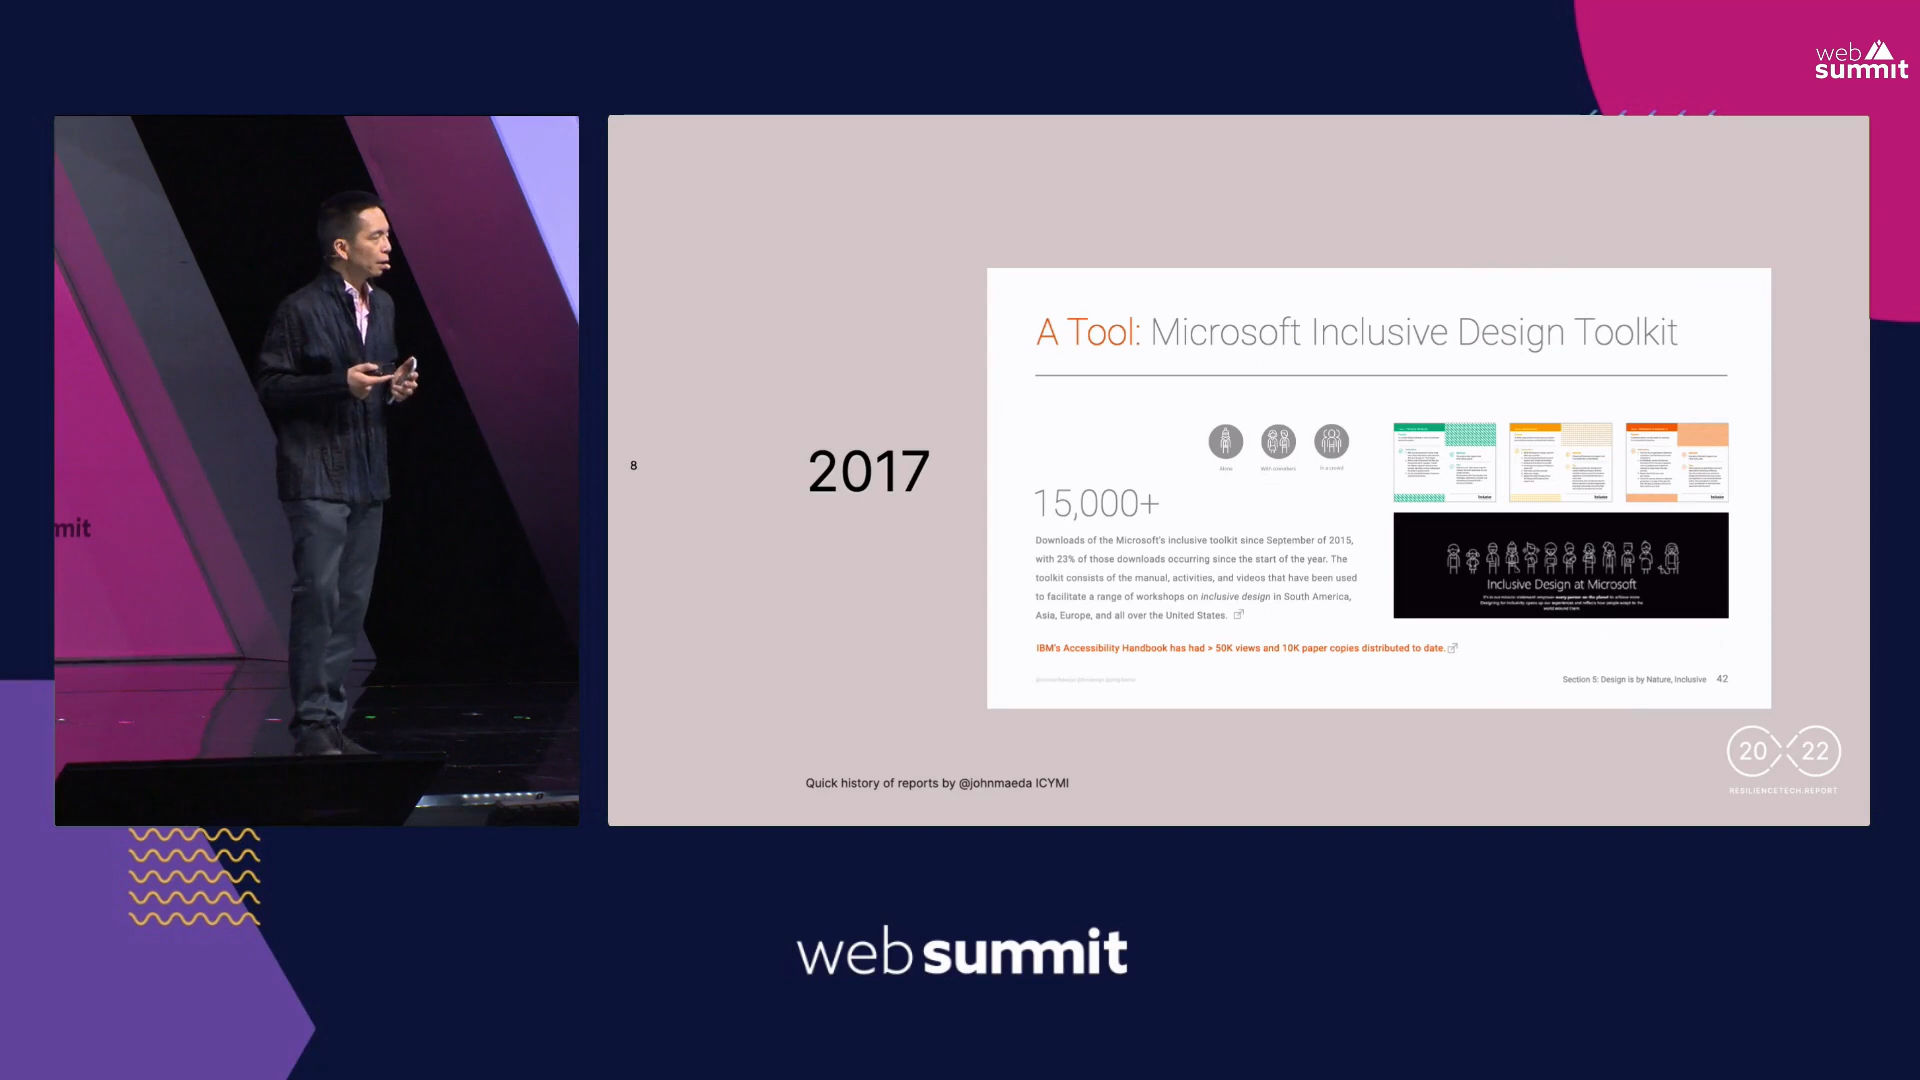 web
summit
mit
8
2017
A Tool: Microsoft Inclusive Design Toolkit
Alone
With coworkers
In a crowd
15,000+
Downloads of the Microsoft's inclusive toolkit since September of 2015,
with 23% of those downloads occurring since the start of the year. The
toolkit consists of the manual, activities, and videos that have been used
to facilitate a range of workshops on inclusive design in South America,
Asia, Europe, and all over the United States.
Inclusive Design at Microsoft
IBM's Accessibility Handbook has had > 50K views and 10K paper copies distributed to date.
Section 5: Design is by Nature, Inclusive 42
Quick history of reports by @johnmaeda ICYMI
20 22
RESILIENCETECH.REPORT
web summit